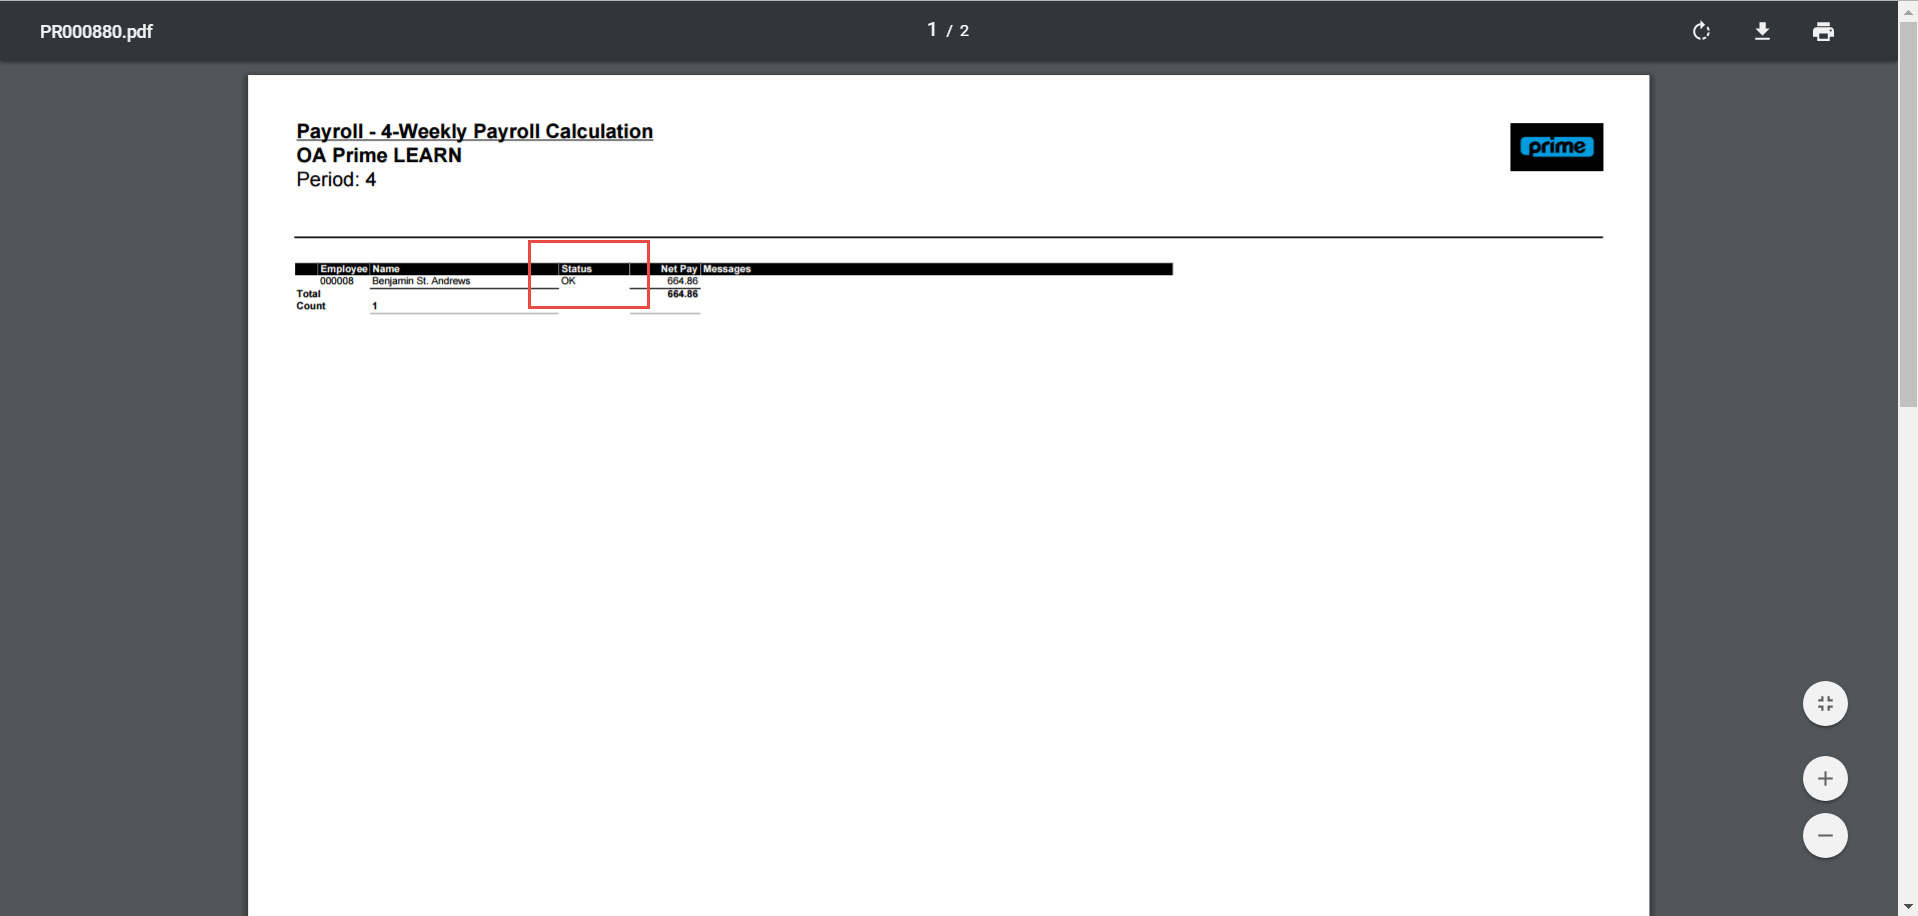 PR000880.pdf
1 / 2
Payroll - 4-Weekly Payroll Calculation
OA Prime LEARN
Period: 4
prime
Employee Name Status Net Pay Messages
000008 Benjamin St. Andrews OK 664.86
Total 664.86
Count 1